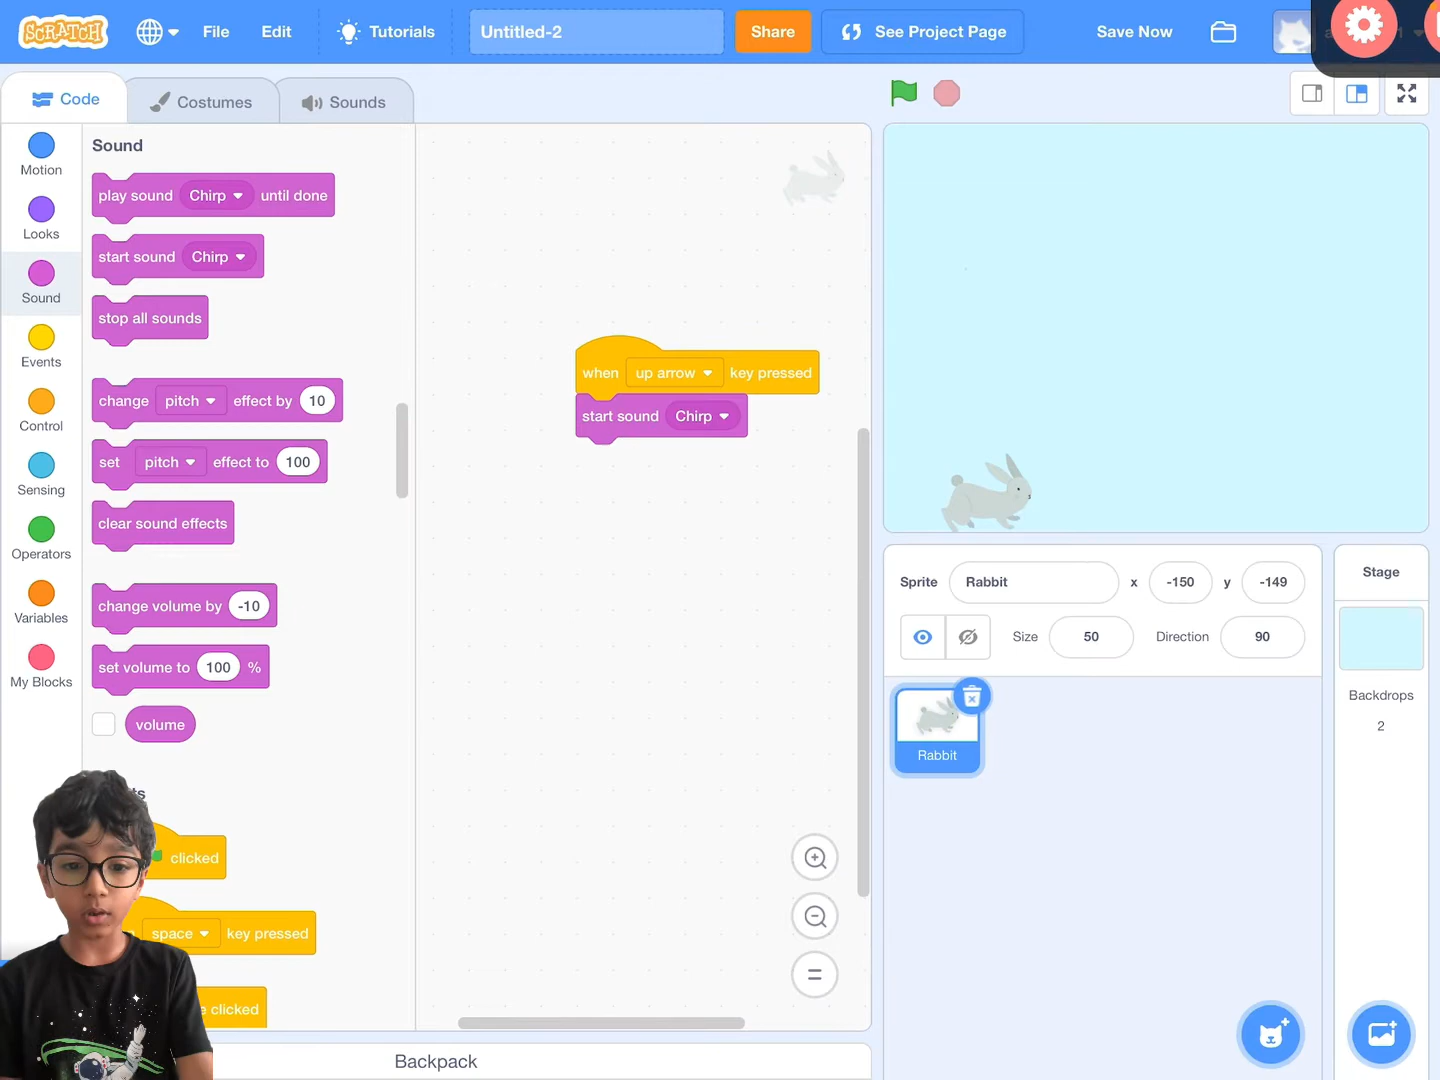 SCRATCH
File
Edit
Tutorials
Untitled-2
Share
See Project Page
Save Now
Code
Costumes
Sounds
Motion
Looks
Sound
Events
Control
Sensing
Operators
Variables
My Blocks
Sound
play sound Chirp until done
start sound Chirp
stop all sounds
change pitch effect by 10
set pitch effect to 100
clear sound effects
change volume by -10
set volume to 100 %
volume
clicked
space key pressed
clicked
when up arrow key pressed
start sound Chirp
Backpack
Sprite Rabbit x -150 y -149
Size 50 Direction 90
Rabbit
Stage
Backdrops
2